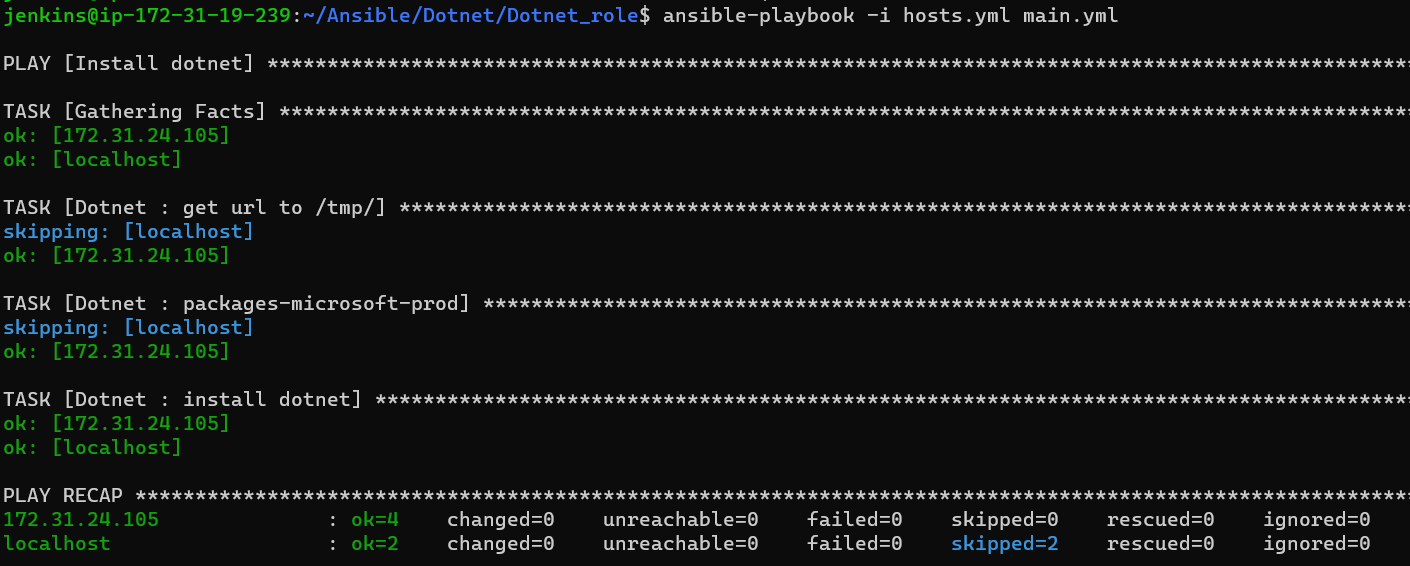 jenkins@ip-172-31-19-239:~/Ansible/Dotnet/Dotnet_role$ ansible-playbook -i hosts.yml main.yml
PLAY [Install dotnet] ***********************************************************************************************
TASK [Gathering Facts] **********************************************************************************************
ok: [172.31.24.105]
ok: [localhost]
TASK [Dotnet : get url to /tmp/] ************************************************************************************
skipping: [localhost]
ok: [172.31.24.105]
TASK [Dotnet : packages-microsoft-prod] *****************************************************************************
skipping: [localhost]
ok: [172.31.24.105]
TASK [Dotnet : install dotnet] **************************************************************************************
ok: [172.31.24.105]
ok: [localhost]
PLAY RECAP **********************************************************************************************************
172.31.24.105              : ok=4    changed=0    unreachable=0    failed=0    skipped=0    rescued=0    ignored=0
localhost                  : ok=2    changed=0    unreachable=0    failed=0    skipped=2    rescued=0    ignored=0